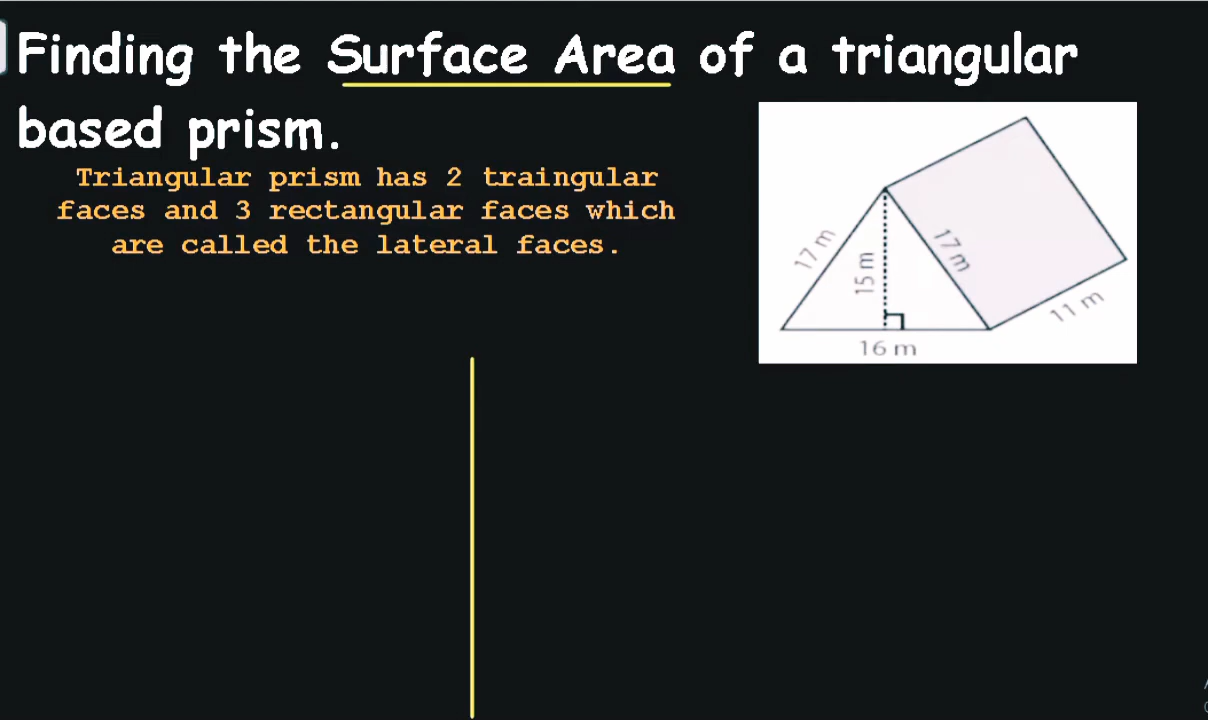 Finding the Surface Area of a triangular
based prism.
Triangular prism has 2 traingular
faces and 3 rectangular faces which
are called the lateral faces.
17 m
15 m
17 m
11 m
16 m